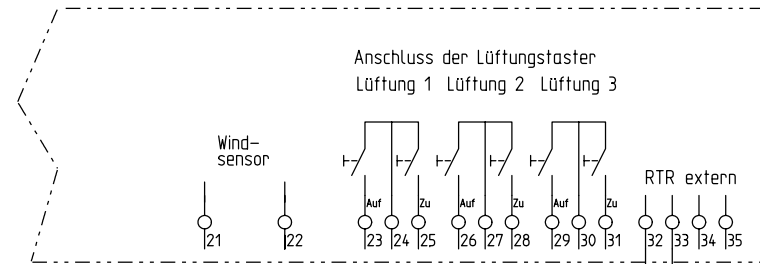 Anschluss der Lüftungstaster
Lüftung 1 Lüftung 2 Lüftung 3
Wind-
sensor
RTR extern
Auf Zu Auf Zu Auf Zu
21 22 23 24 25 26 27 28 29 30 31 32 33 34 35